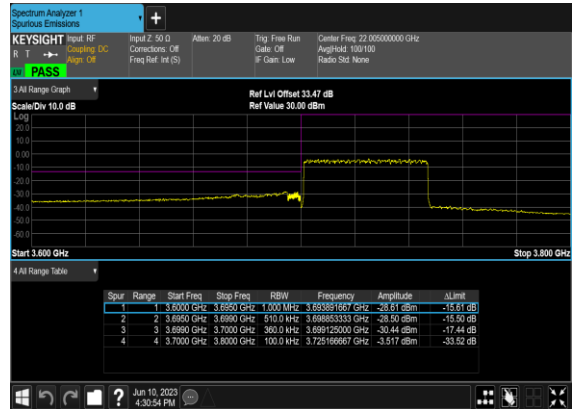 Spectrum Analyzer 1
Spurious Emissions
+
KEYSIGHT Input: RF
R T Coupling: DC
Align: Off
LW PASS
Input Z: 50 Ω
Corrections: Off
Freq Ref: Int (S)
Atten: 20 dB
Trig: Free Run
Gate: Off
IF Gain: Low
Center Freq: 22.005000000 GHz
Avg|Hold: 100/100
Radio Std: None
3 All Range Graph
Ref Lvl Offset 33.47 dB
Scale/Div 10.0 dB
Ref Value 30.00 dBm
Log
20.0
10.0
0.00
-10.0
-20.0
-30.0
-40.0
-50.0
-60.0
Start 3.600 GHz
Stop 3.800 GHz
4 All Range Table
Spur Range Start Freq Stop Freq RBW Frequency Amplitude ΔLimit
1 1 3.6000 GHz 3.6950 GHz 1.000 MHz 3.693891667 GHz -28.61 dBm -15.61 dB
2 2 3.6950 GHz 3.6990 GHz 510.0 kHz 3.698853333 GHz -28.50 dBm -15.50 dB
3 3 3.6990 GHz 3.7000 GHz 360.0 kHz 3.699125000 GHz -30.44 dBm -17.44 dB
4 4 3.7000 GHz 3.8000 GHz 100.0 kHz 3.725166667 GHz -3.517 dBm -33.52 dB
?
Jun 10, 2023
4:30:54 PM